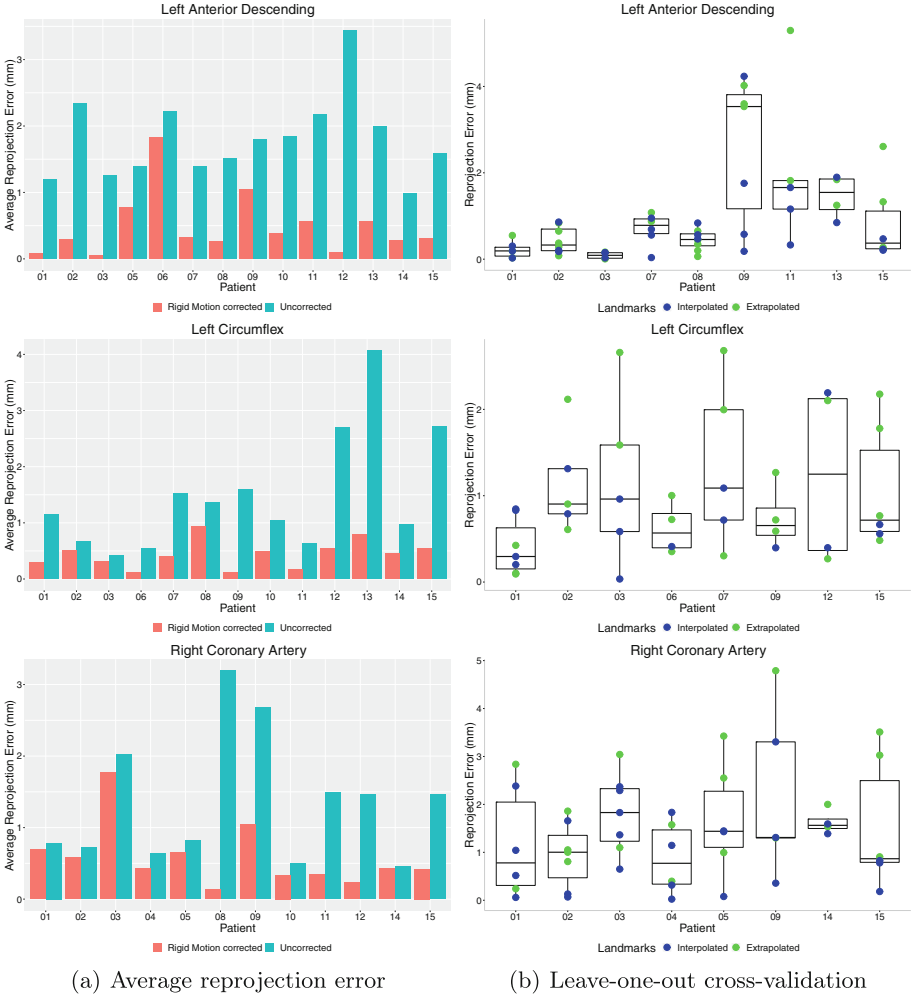 Left Anterior Descending
Average Reprojection Error (mm)
3
2
1
0
01 02 03 05 06 07 08 09 10 11 12 13 14 15
Patient
Rigid Motion corrected Uncorrected
Left Anterior Descending
Reprojection Error (mm)
4
2
0
01 02 03 07 08 09 11 13 15
Patient
Landmarks Interpolated Extrapolated
Left Circumflex
Average Reprojection Error (mm)
4
3
2
1
0
01 02 03 06 07 08 09 10 11 12 13 14 15
Patient
Rigid Motion corrected Uncorrected
Left Circumflex
Reprojection Error (mm)
2
1
0
01 02 03 06 07 09 12 15
Patient
Landmarks Interpolated Extrapolated
Right Coronary Artery
Average Reprojection Error (mm)
3
2
1
0
01 02 03 04 05 08 09 10 11 12 14 15
Patient
Rigid Motion corrected Uncorrected
Right Coronary Artery
Reprojection Error (mm)
5
4
3
2
1
0
01 02 03 04 05 09 14 15
Patient
Landmarks Interpolated Extrapolated
(a) Average reprojection error
(b) Leave-one-out cross-validation